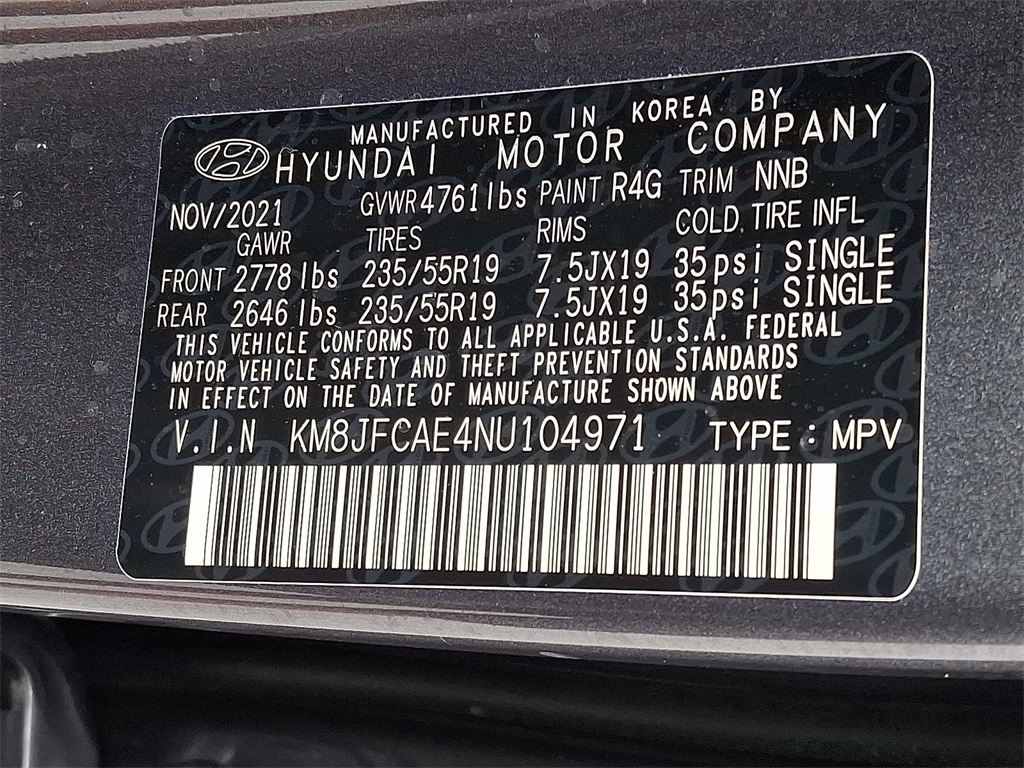 MANUFACTURED IN KOREA BY
HYUNDAI MOTOR COMPANY
NOV/2021 GVWR 4761lbs PAINT R4G TRIM NNB
GAWR TIRES RIMS COLD TIRE INFL
FRONT 2778 lbs 235/55R19 7.5JX19 35psi SINGLE
REAR 2646 lbs 235/55R19 7.5JX19 35psi SINGLE
THIS VEHICLE CONFORMS TO ALL APPLICABLE U.S.A. FEDERAL
MOTOR VEHICLE SAFETY AND THEFT PREVENTION STANDARDS
IN EFFECT ON THE DATE OF MANUFACTURE SHOWN ABOVE
V.I.N KM8JFCAE4NU104971 TYPE : MPV